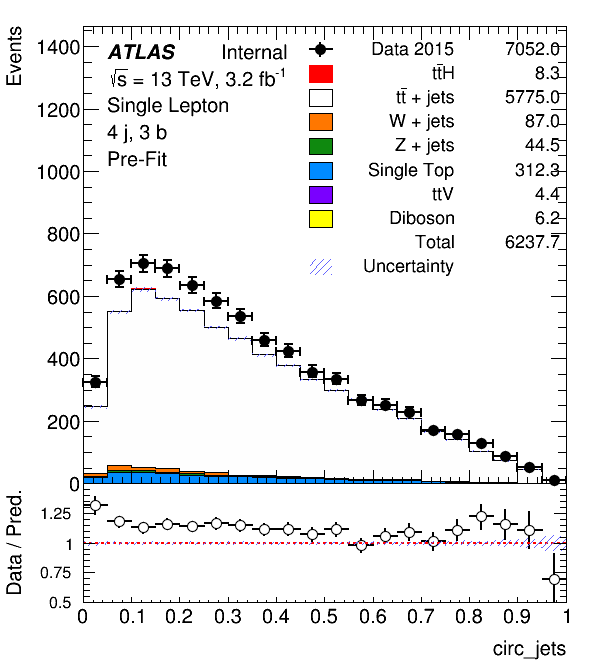 Events
1400
1200
1000
800
600
400
200
0
ATLAS Internal
√s = 13 TeV, 3.2 fb-1
Single Lepton
4 j, 3 b
Pre-Fit
Data 2015 7052.0
tt̄H 8.3
tt̄ + jets 5775.0
W + jets 87.0
Z + jets 44.5
Single Top 312.3
ttV 4.4
Diboson 6.2
Total 6237.7
Uncertainty
Data / Pred.
1.25
1
0.75
0.5
0 0.1 0.2 0.3 0.4 0.5 0.6 0.7 0.8 0.9 1
circ_jets